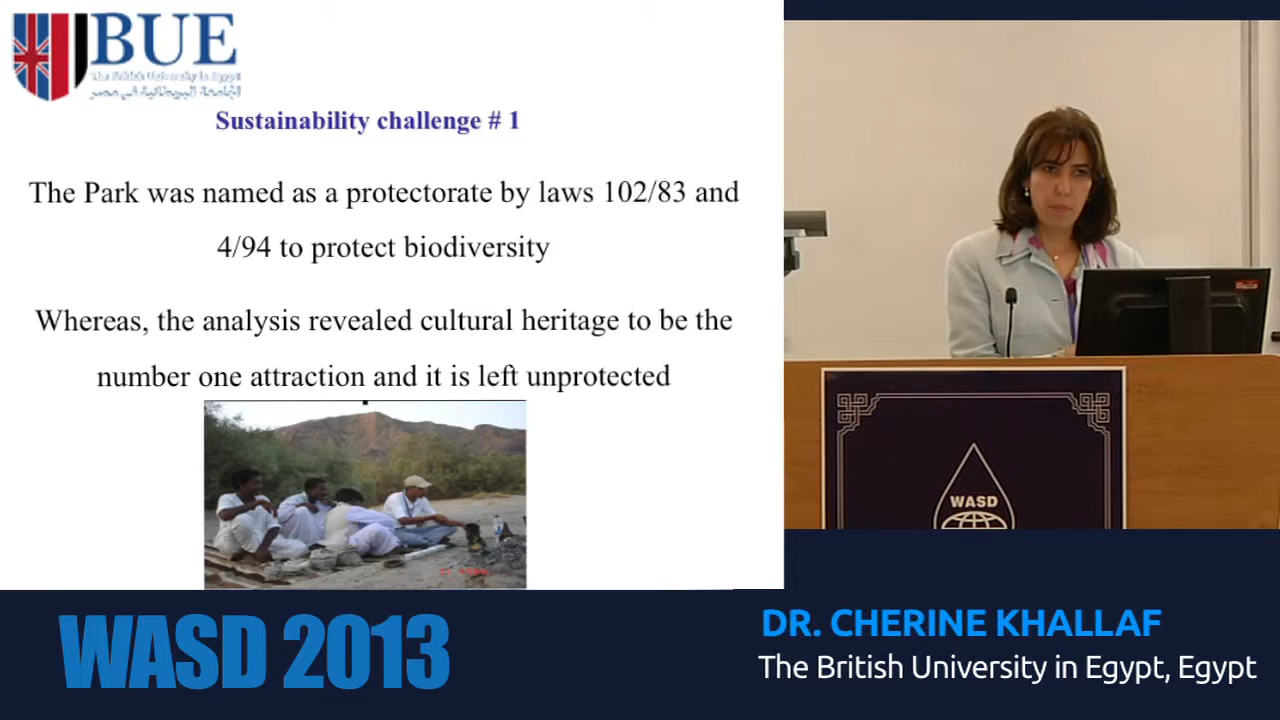 BUE
The British University in Egypt
الجامعة البريطانية في مصر
Sustainability challenge # 1
The Park was named as a protectorate by laws 102/83 and
4/94 to protect biodiversity
Whereas, the analysis revealed cultural heritage to be the
number one attraction and it is left unprotected
WASD
WASD 2013
DR. CHERINE KHALLAF
The British University in Egypt, Egypt